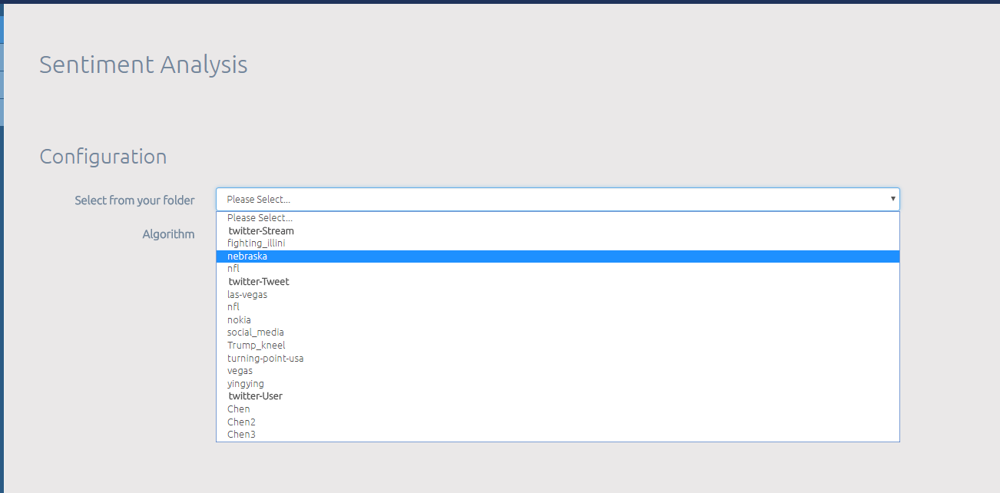 Sentiment Analysis
Configuration
Select from your folder
Please Select...
Please Select...
twitter-Stream
fighting_illini
nebraska
nfl
twitter-Tweet
las-vegas
nfl
nokia
social_media
Trump_kneel
turning-point-usa
vegas
yingying
twitter-User
Chen
Chen2
Chen3
Algorithm